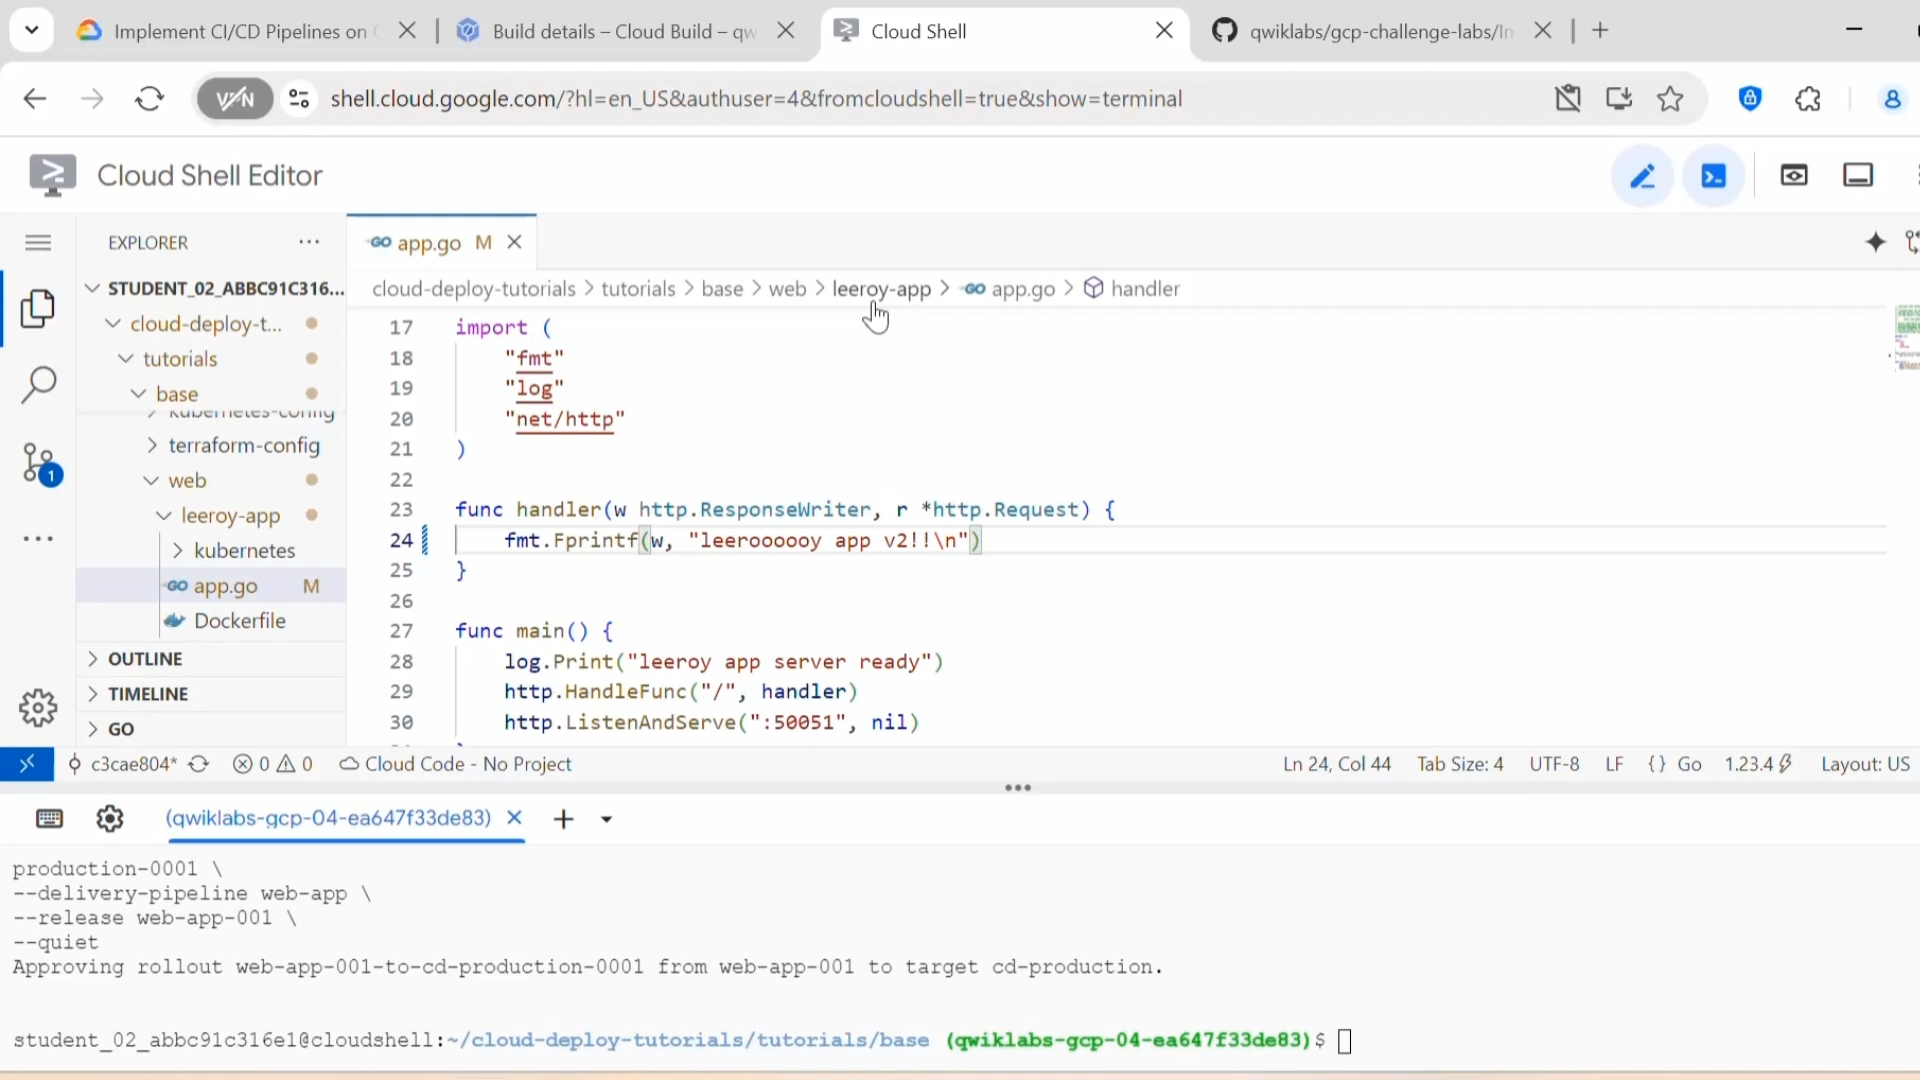 Implement CI/CD Pipelines on
Build details – Cloud Build – qw
Cloud Shell
qwiklabs/gcp-challenge-labs/In
VPN
shell.cloud.google.com/?hl=en_US&authuser=4&fromcloudshell=true&show=terminal
Cloud Shell Editor
EXPLORER
app.go M
STUDENT_02_ABBC91C316...
cloud-deploy-tutorials > tutorials > base > web > leeroy-app > app.go > handler
cloud-deploy-t...
tutorials
base
kubernetes-config
terraform-config
web
leeroy-app
kubernetes
app.go M
Dockerfile
OUTLINE
TIMELINE
GO
1
17 import (
18 "fmt"
19 "log"
20 "net/http"
21 )
22
23 func handler(w http.ResponseWriter, r *http.Request) {
24 fmt.Fprintf(w, "leeroooooy app v2!!\n")
25 }
26
27 func main() {
28 log.Print("leeroy app server ready")
29 http.HandleFunc("/", handler)
30 http.ListenAndServe(":50051", nil)
c3cae804* 0 0 Cloud Code - No Project Ln 24, Col 44 Tab Size: 4 UTF-8 LF {} Go 1.23.4 Layout: US
(qwiklabs-gcp-04-ea647f33de83)
production-0001 \
--delivery-pipeline web-app \
--release web-app-001 \
--quiet
Approving rollout web-app-001-to-cd-production-0001 from web-app-001 to target cd-production.
student_02_abbc91c316e1@cloudshell:~/cloud-deploy-tutorials/tutorials/base (qwiklabs-gcp-04-ea647f33de83)$